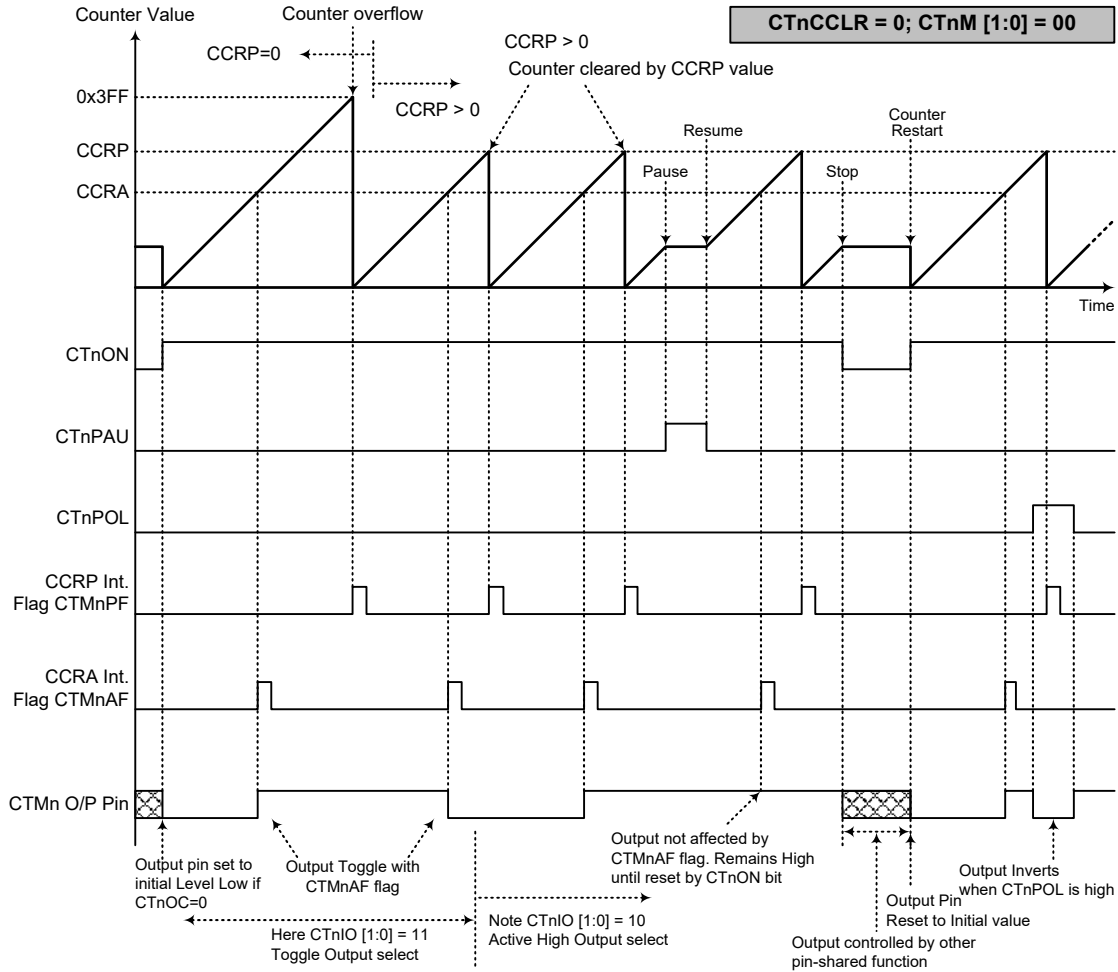 Counter Value
Counter overflow
CTnCCLR = 0; CTnM [1:0] = 00
CCRP=0
CCRP > 0
CCRP > 0
Counter cleared by CCRP value
0x3FF
CCRP
CCRA
Pause
Resume
Stop
Counter
Restart
Time
CTnON
CTnPAU
CTnPOL
CCRP Int.
Flag CTMnPF
CCRA Int.
Flag CTMnAF
CTMn O/P Pin
Output pin set to
initial Level Low if
CTnOC=0
Output Toggle with
CTMnAF flag
Here CTnIO [1:0] = 11
Toggle Output select
Note CTnIO [1:0] = 10
Active High Output select
Output not affected by
CTMnAF flag. Remains High
until reset by CTnON bit
Output controlled by other
pin-shared function
Output Pin
Reset to Initial value
Output Inverts
when CTnPOL is high